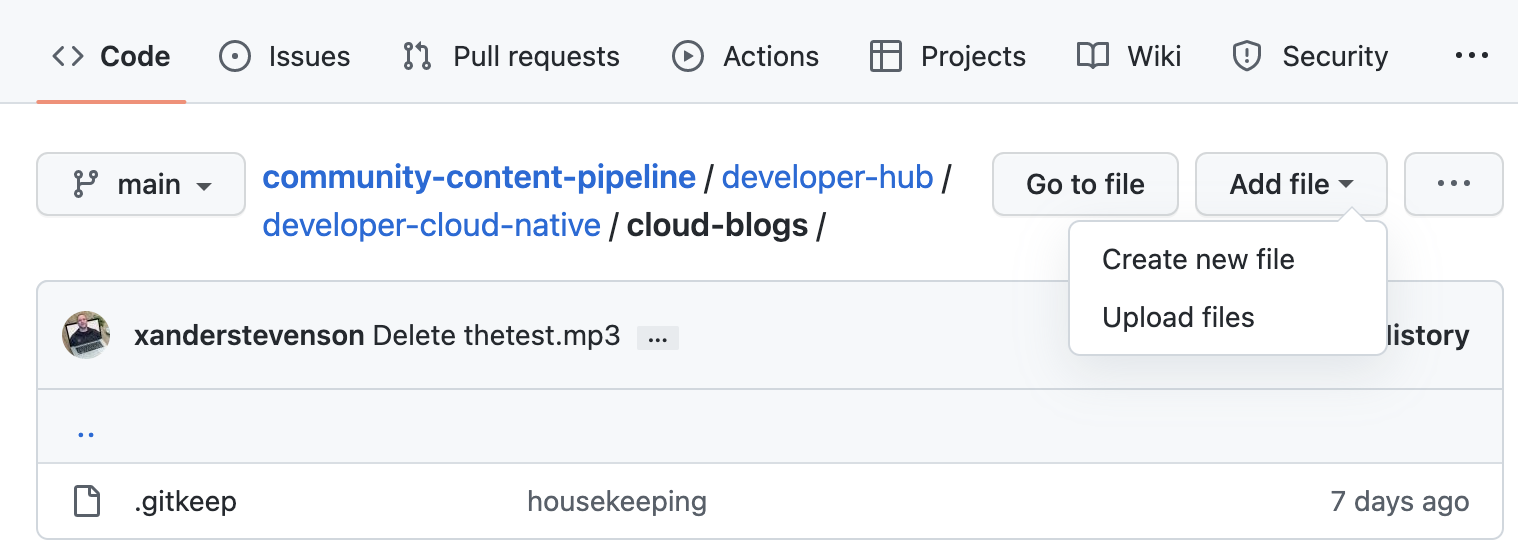 <> Code Issues Pull requests Actions Projects Wiki Security ...
main community-content-pipeline / developer-hub / Go to file Add file ...
developer-cloud-native / cloud-blogs /
Create new file
Upload files
xanderstevenson Delete thetest.mp3 ... listory
..
.gitkeep housekeeping 7 days ago